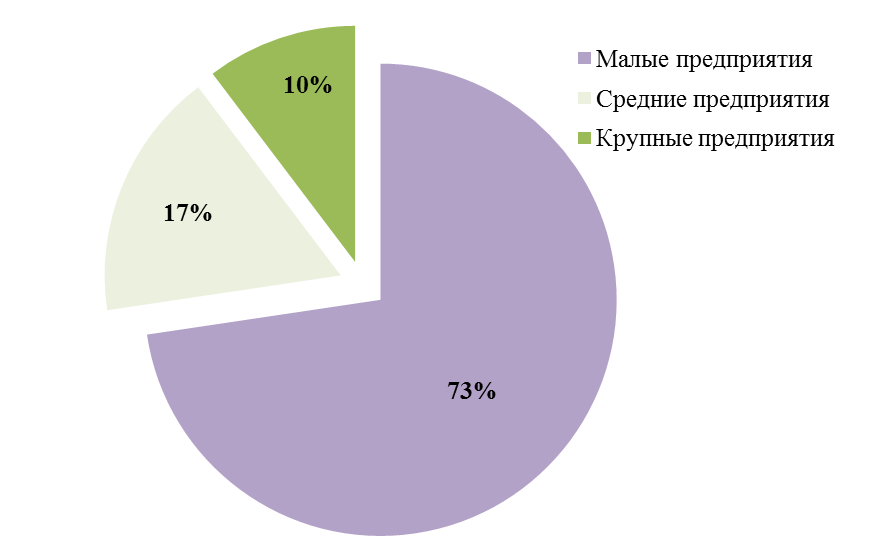 Малые предприятия
Средние предприятия
Крупные предприятия
10%
17%
73%